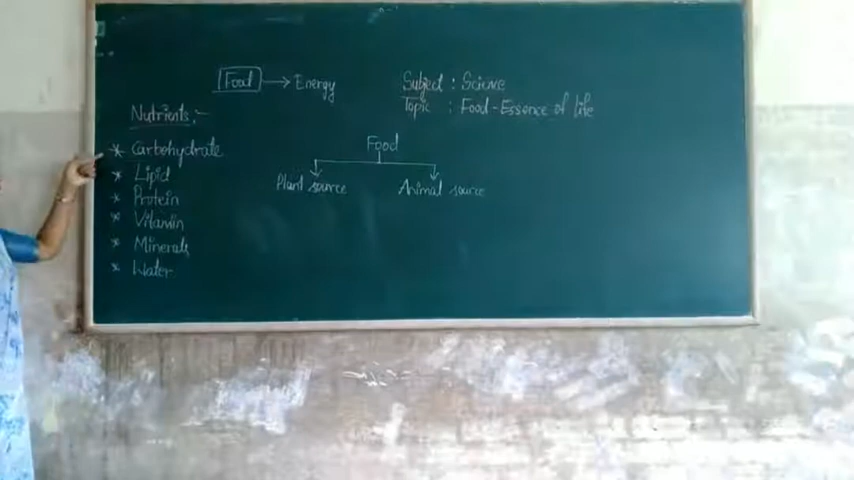 Food → Energy
Subject : Science
Topic : Food-Essence of life
Nutrients:-
* Carbohydrate
* Lipid
* Protein
* Vitamin
* Minerals
* Water
Food
Plant source
Animal source